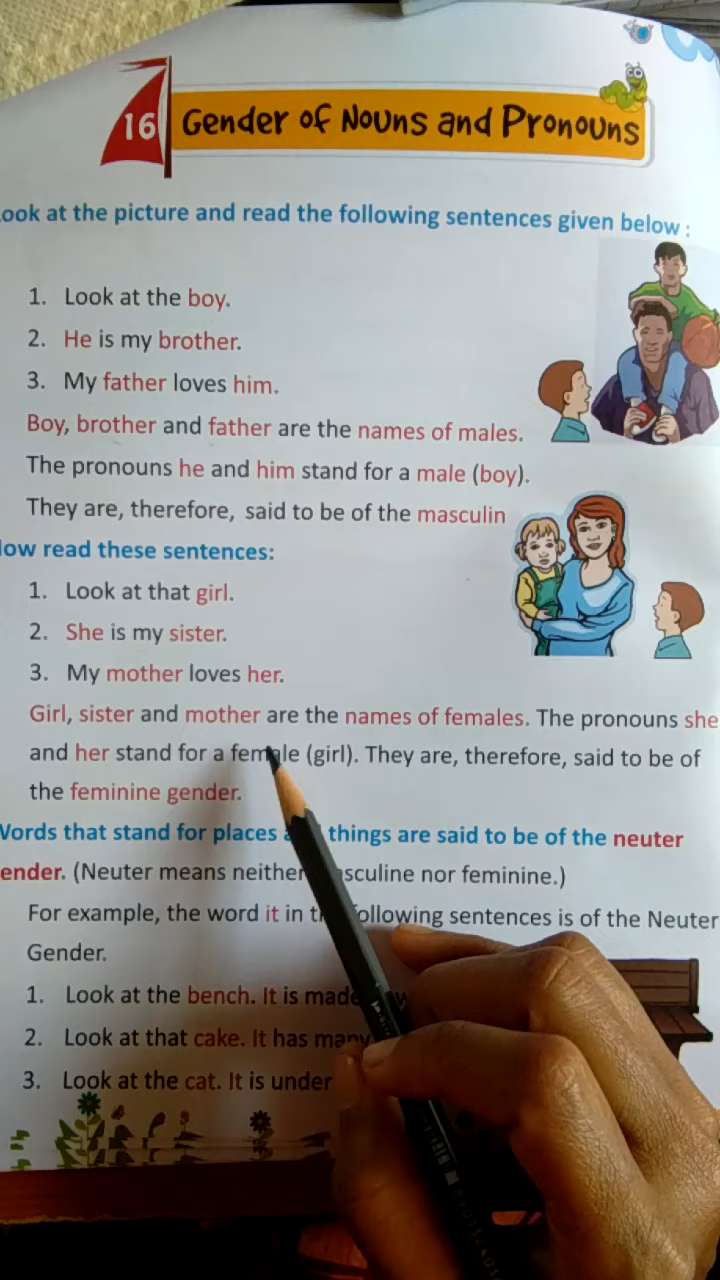 16 Gender of Nouns and Pronouns
ook at the picture and read the following sentences given below :
1. Look at the boy.
2. He is my brother.
3. My father loves him.
Boy, brother and father are the names of males.
The pronouns he and him stand for a male (boy).
They are, therefore, said to be of the masculin
ow read these sentences:
1. Look at that girl.
2. She is my sister.
3. My mother loves her.
Girl, sister and mother are the names of females. The pronouns she
and her stand for a female (girl). They are, therefore, said to be of
the feminine gender.
Words that stand for places things are said to be of the neuter
ender. (Neuter means neither masculine nor feminine.)
For example, the word it in the following sentences is of the Neuter
Gender.
1. Look at the bench. It is made
2. Look at that cake. It has many
3. Look at the cat. It is under